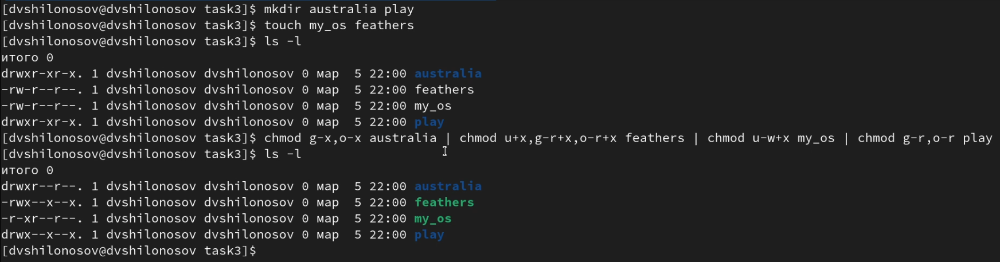 [dvshilonosov@dvshilonosov task3]$ mkdir australia play
[dvshilonosov@dvshilonosov task3]$ touch my_os feathers
[dvshilonosov@dvshilonosov task3]$ ls -l
итого 0
drwxr-xr-x. 1 dvshilonosov dvshilonosov 0 мар  5 22:00 australia
-rw-r--r--. 1 dvshilonosov dvshilonosov 0 мар  5 22:00 feathers
-rw-r--r--. 1 dvshilonosov dvshilonosov 0 мар  5 22:00 my_os
drwxr-xr-x. 1 dvshilonosov dvshilonosov 0 мар  5 22:00 play
[dvshilonosov@dvshilonosov task3]$ chmod g-x,o-x australia | chmod u+x,g-r+x,o-r+x feathers | chmod u-w+x my_os | chmod g-r,o-r play
[dvshilonosov@dvshilonosov task3]$ ls -l
итого 0
drwxr--r--. 1 dvshilonosov dvshilonosov 0 мар  5 22:00 australia
-rwx--x--x. 1 dvshilonosov dvshilonosov 0 мар  5 22:00 feathers
-r-xr--r--. 1 dvshilonosov dvshilonosov 0 мар  5 22:00 my_os
drwx--x--x. 1 dvshilonosov dvshilonosov 0 мар  5 22:00 play
[dvshilonosov@dvshilonosov task3]$